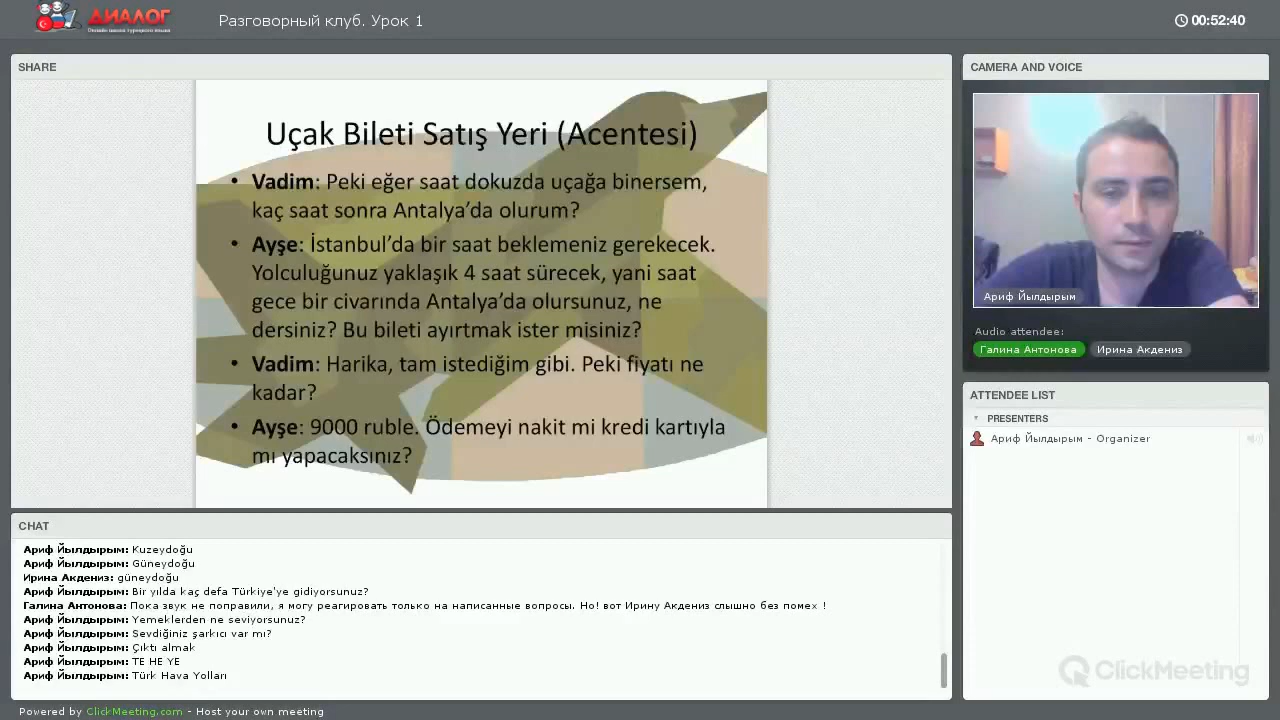 ДИАЛОГ
Онлайн школа турецкого языка
Разговорный клуб. Урок 1
00:52:40
SHARE
Uçak Bileti Satış Yeri (Acentesi)
• Vadim: Peki eğer saat dokuzda uçağa binersem,
kaç saat sonra Antalya’da olurum?
• Ayşe: İstanbul’da bir saat beklemeniz gerekecek.
Yolculuğunuz yaklaşık 4 saat sürecek, yani saat
gece bir civarında Antalya’da olursunuz, ne
dersiniz? Bu bileti ayırtmak ister misiniz?
• Vadim: Harika, tam istediğim gibi. Peki fiyatı ne
kadar?
• Ayşe: 9000 ruble. Ödemeyi nakit mi kredi kartıyla
mı yapacaksınız?
CAMERA AND VOICE
Ариф Йылдырым
Audio attendee:
Галина Антонова Ирина Акдениз
ATTENDEE LIST
PRESENTERS
Ариф Йылдырым - Organizer
ClickMeeting
CHAT
Ариф Йылдырым: Kuzeydoğu
Ариф Йылдырым: Güneydoğu
Ирина Акдениз: güneydoğu
Ариф Йылдырым: Bir yılda kaç defa Türkiye'ye gidiyorsunuz?
Галина Антонова: Пока звук не поправили, я могу реагировать только на написанные вопросы. Но! вот Ирину Акдениз слышно без помех !
Ариф Йылдырым: Yemeklerden ne seviyorsunuz?
Ариф Йылдырым: Sevdiğiniz şarkıcı var mı?
Ариф Йылдырым: Çıktı almak
Ариф Йылдырым: TE HE YE
Ариф Йылдырым: Türk Hava Yolları
Powered by ClickMeeting.com - Host your own meeting